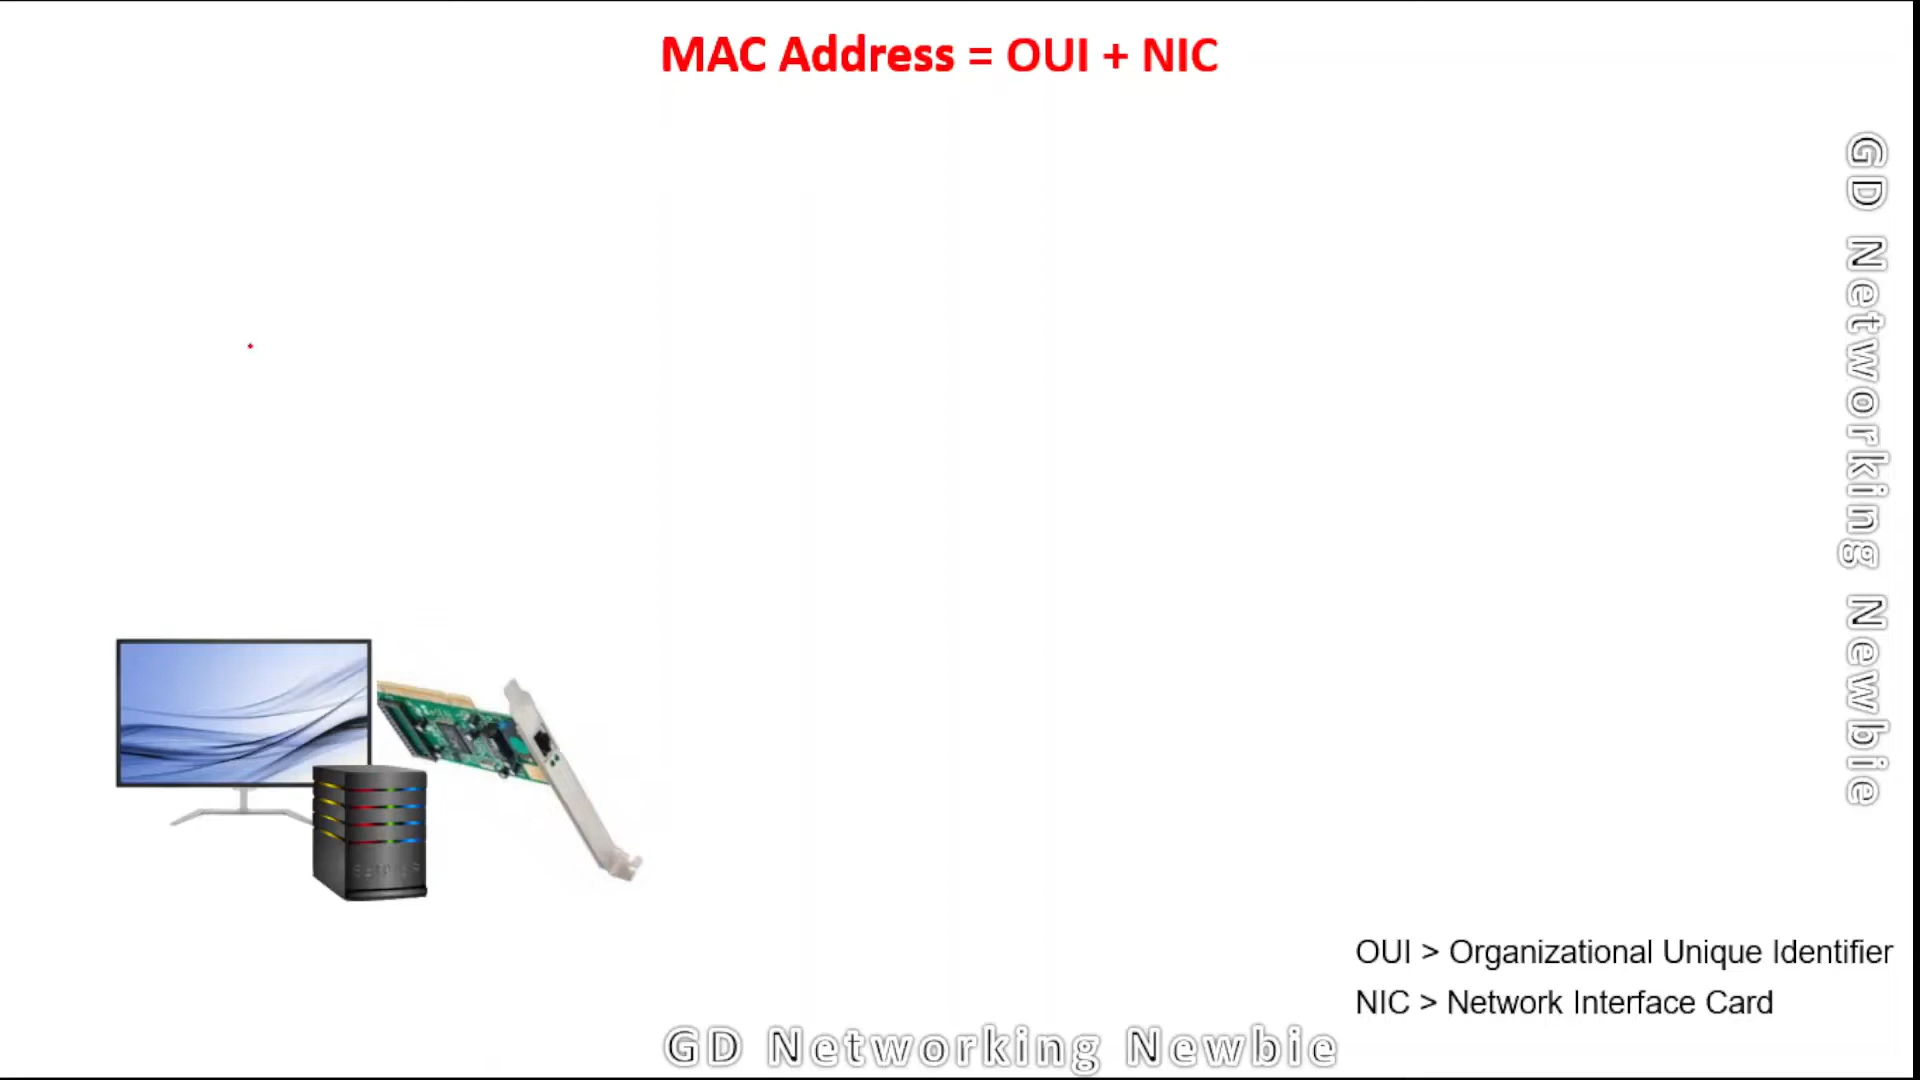 MAC Address = OUI + NIC
GD Networking Newbie
OUI > Organizational Unique Identifier
NIC > Network Interface Card
GD Networking Newbie